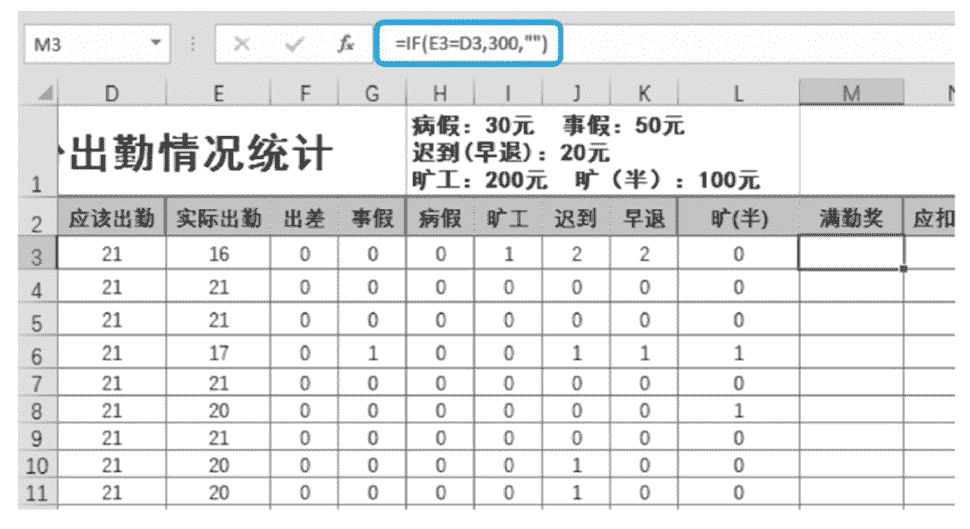 M3 fx =IF(E3=D3,300,"")
D E F G H I J K L M
出勤情况统计 病假：30元 事假：50元
迟到(早退)：20元
1 旷工：200元 旷（半）：100元
2 应该出勤 实际出勤 出差 事假 病假 旷工 迟到 早退 旷(半) 满勤奖 应扣
3 21 16 0 0 0 1 2 2 0
4 21 21 0 0 0 0 0 0 0
5 21 21 0 0 0 0 0 0 0
6 21 17 0 1 0 0 1 1 1
7 21 21 0 0 0 0 0 0 0
8 21 20 0 0 0 0 0 0 1
9 21 21 0 0 0 0 0 0 0
10 21 20 0 0 0 0 1 0 0
11 21 20 0 0 0 0 1 0 0